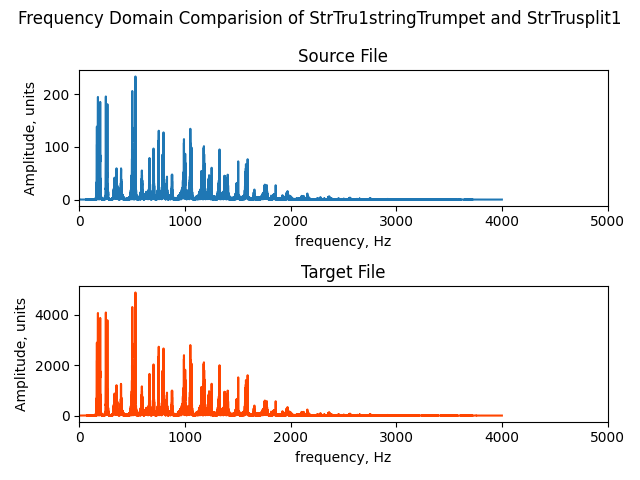 Frequency Domain Comparision of StrTru1stringTrumpet and StrTrusplit1
Source File
Amplitude, units
200
100
0
0 1000 2000 3000 4000 5000
frequency, Hz
Target File
Amplitude, units
4000
2000
0
0 1000 2000 3000 4000 5000
frequency, Hz